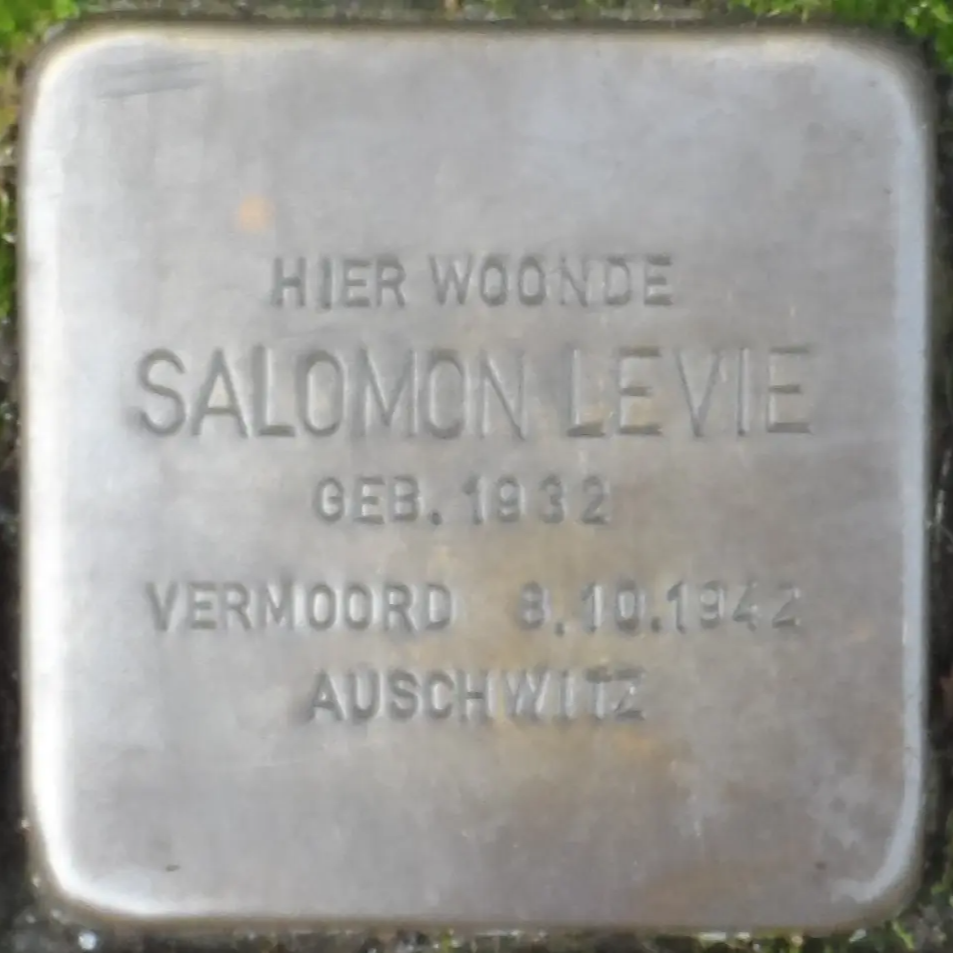 HIER WOONDE
SALOMON LEVIE
GEB. 1932
VERMOORD 8.10.1942
AUSCHWITZ